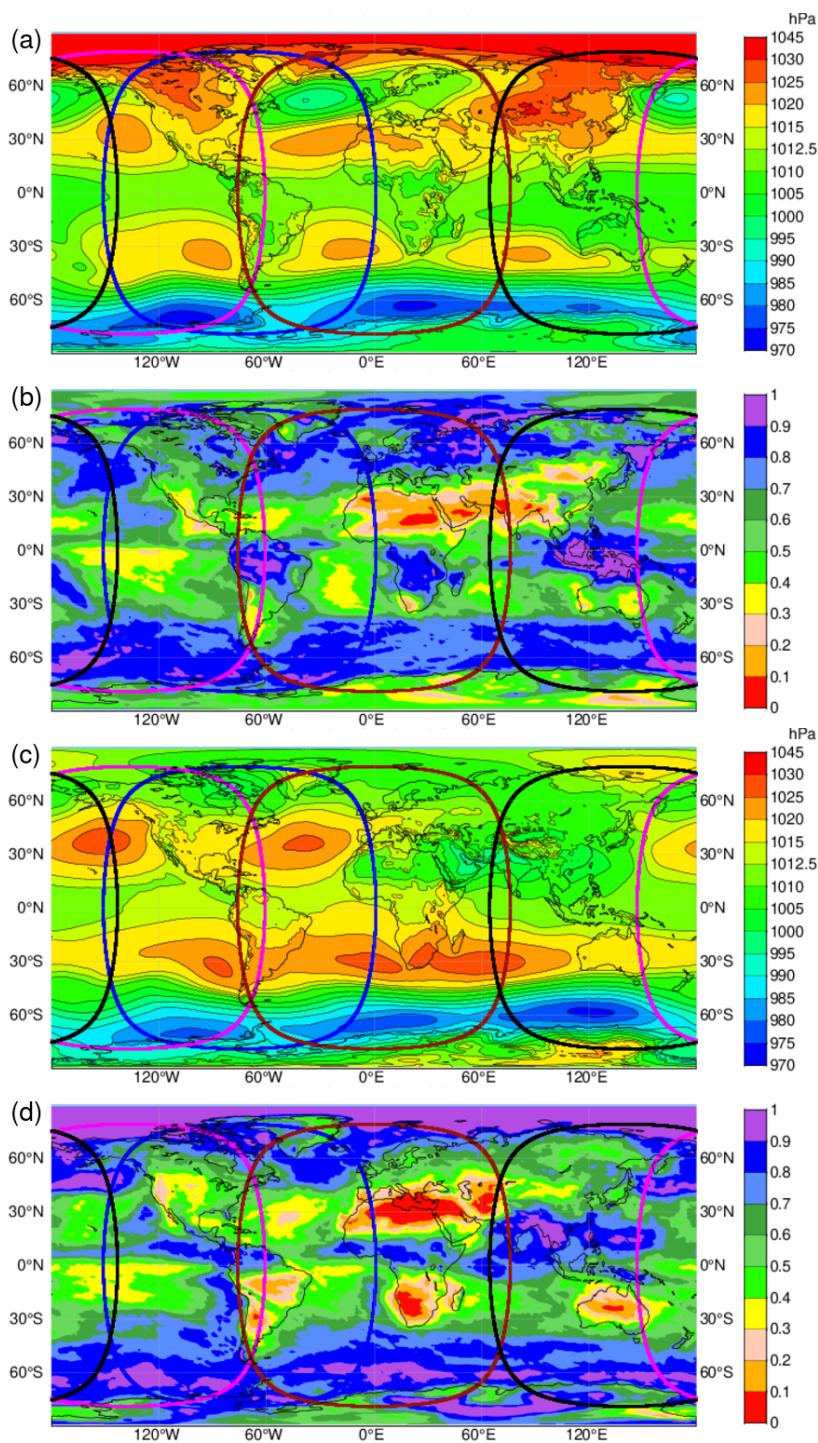 hPa
(a)
1045
1030
60°N
1025
1020
30°N
1015
1012.5
1010
0°N
1005
1000
30°S
995
990
985
60°S
980
975
970
120°W 60°W 0°E 60°E 120°E
(b)
1
0.9
60°N
0.8
0.7
30°N
0.6
0.5
0°N
0.4
30°S
0.3
0.2
60°S
0.1
0
120°W 60°W 0°E 60°E 120°E
hPa
(c)
1045
1030
60°N
1025
1020
30°N
1015
1012.5
1010
0°N
1005
1000
30°S
995
990
985
60°S
980
975
970
120°W 60°W 0°E 60°E 120°E
(d)
1
0.9
60°N
0.8
0.7
30°N
0.6
0.5
0°N
0.4
30°S
0.3
0.2
60°S
0.1
0
120°W 60°W 0°E 60°E 120°E